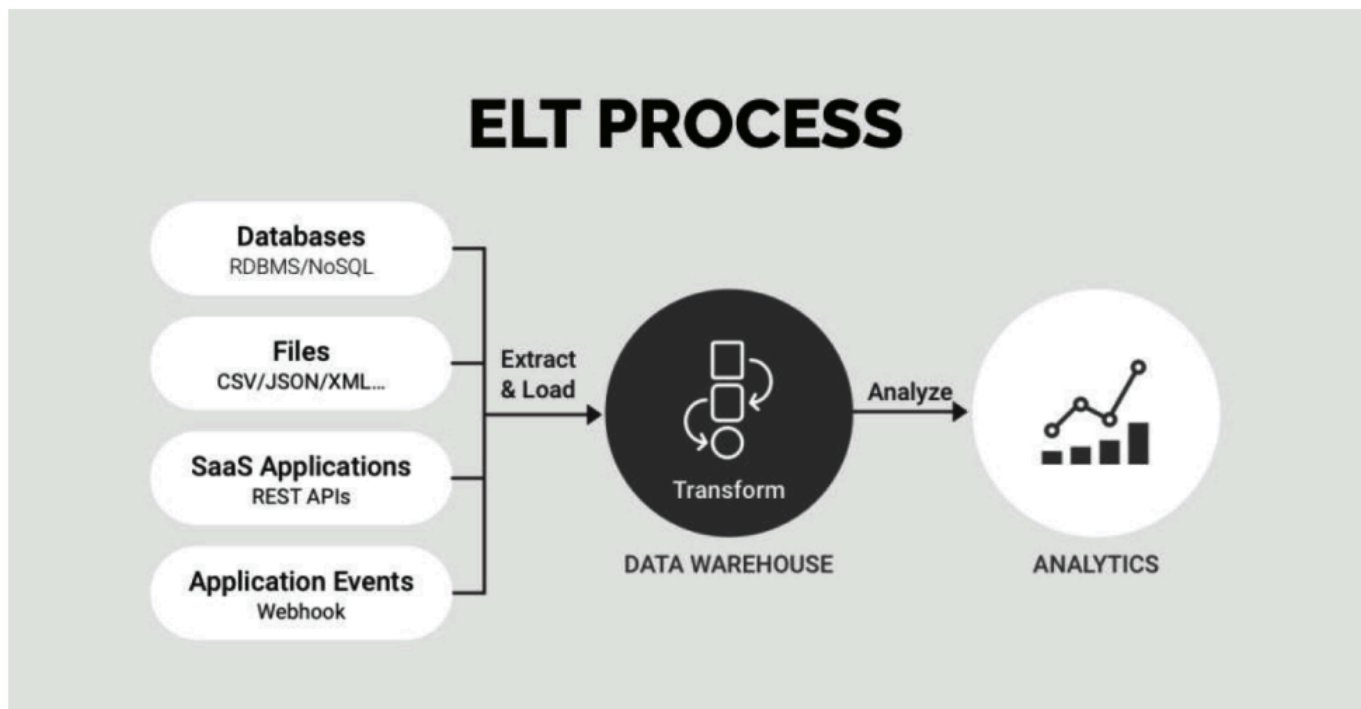 ELT PROCESS
Databases
RDBMS/NoSQL
Files
CSV/JSON/XML...
SaaS Applications
REST APIs
Application Events
Webhook
Extract
& Load
Transform
DATA WAREHOUSE
Analyze
ANALYTICS